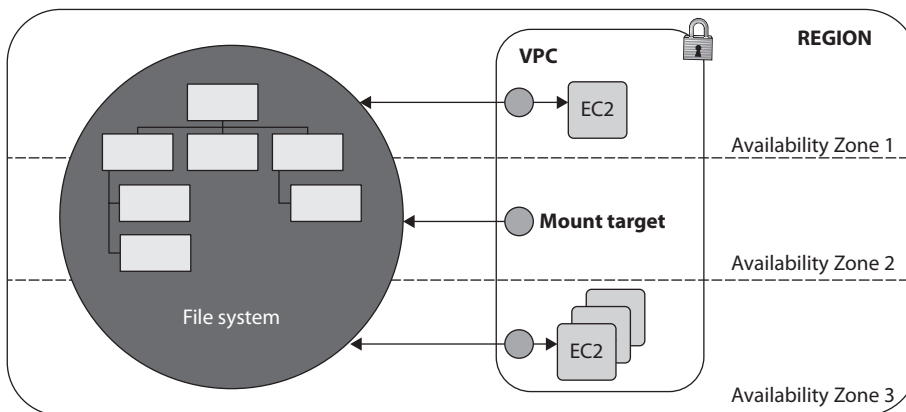 REGION
VPC
EC2
Availability Zone 1
Mount target
Availability Zone 2
File system
EC2
Availability Zone 3